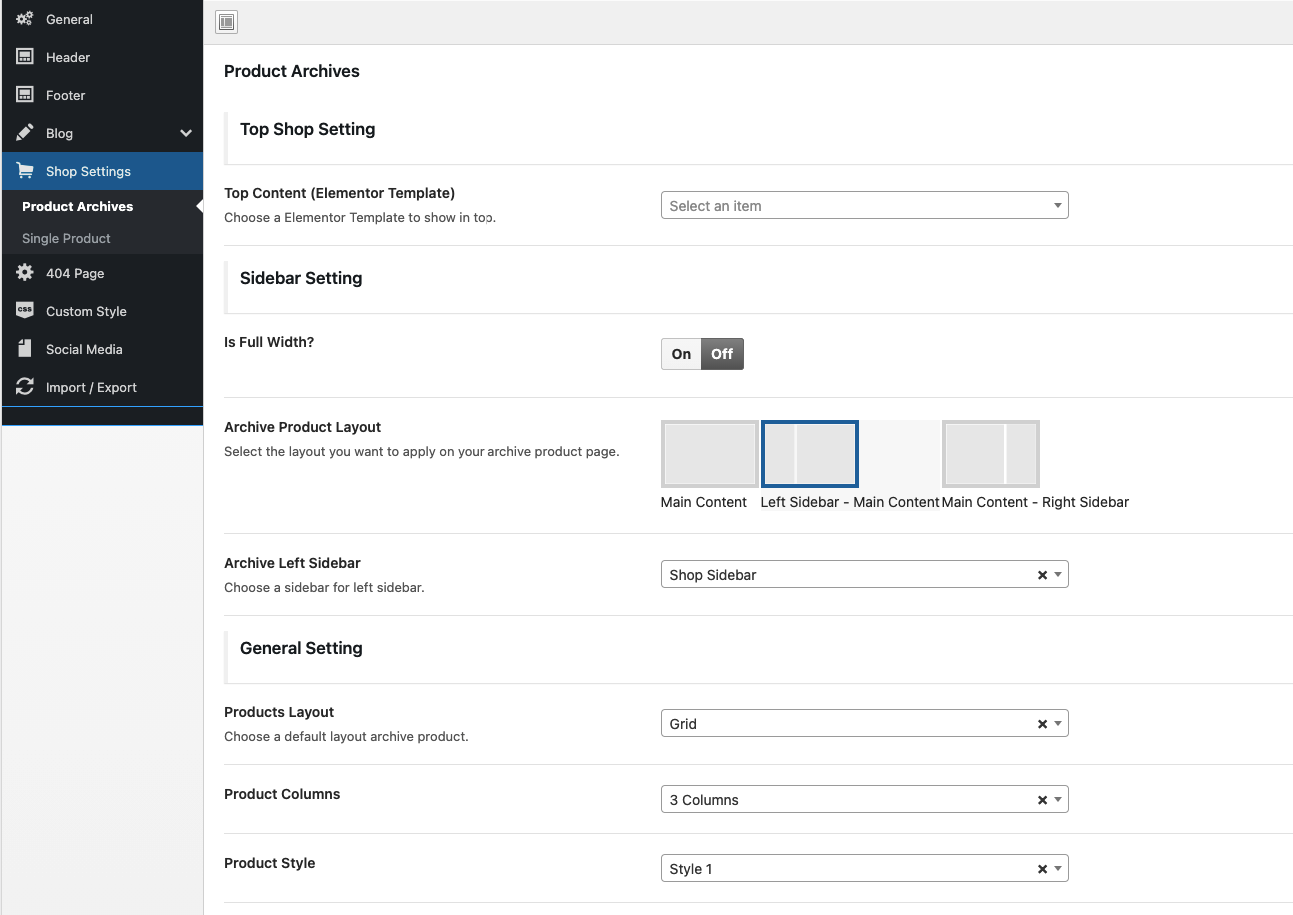 General
Header
Footer
Blog
Shop Settings
Product Archives
Single Product
404 Page
css
Custom Style
Social Media
Import / Export
Product Archives
Top Shop Setting
Top Content (Elementor Template)
Choose a Elementor Template to show in top.
Select an item
Sidebar Setting
Is Full Width?
On Off
Archive Product Layout
Select the layout you want to apply on your archive product page.
Main Content Left Sidebar - Main Content Main Content - Right Sidebar
Archive Left Sidebar
Choose a sidebar for left sidebar.
Shop Sidebar
General Setting
Products Layout
Choose a default layout archive product.
Grid
Product Columns
3 Columns
Product Style
Style 1